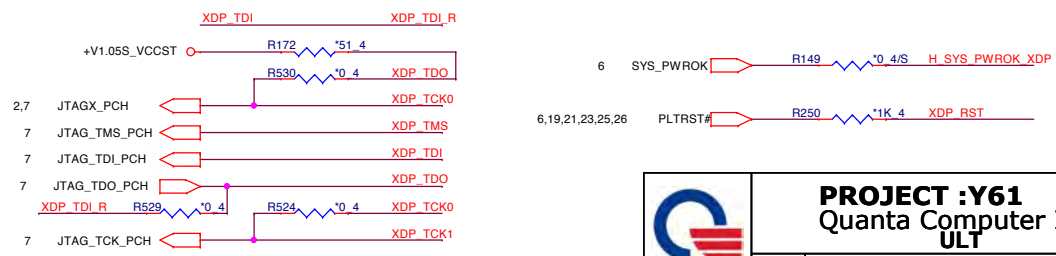 XDP_TDI XDP_TDI_R
+V1.05S_VCCST R172 *51_4
R530 *0_4 XDP_TDO
2,7 JTAGX_PCH XDP_TCK0
7 JTAG_TMS_PCH XDP_TMS
7 JTAG_TDI_PCH XDP_TDI
7 JTAG_TDO_PCH XDP_TDO
XDP_TDI_R R529 *0_4 R524 *0_4 XDP_TCK0
7 JTAG_TCK_PCH XDP_TCK1
6 SYS_PWROK R149 *0_4/S H_SYS_PWROK_XDP
6,19,21,23,25,26 PLTRST# R250 *1K_4 XDP_RST
PROJECT :Y61
Quanta Computer
ULT